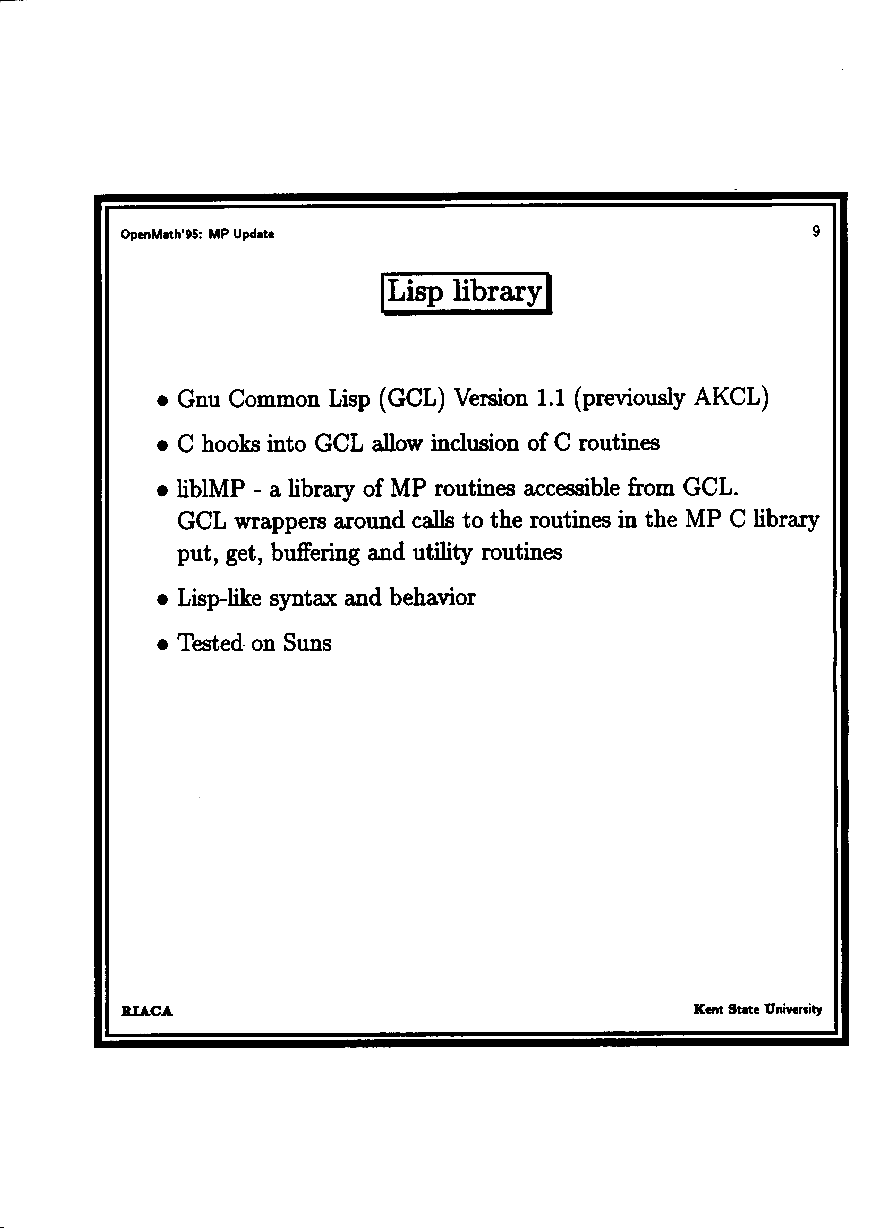 OpenMath'95: MP Update 9
Lisp library
• Gnu Common Lisp (GCL) Version 1.1 (previously AKCL)
• C hooks into GCL allow inclusion of C routines
• liblMP - a library of MP routines accessible from GCL.
GCL wrappers around calls to the routines in the MP C library
put, get, buffering and utility routines
• Lisp-like syntax and behavior
• Tested on Suns
RIACA Kent State University